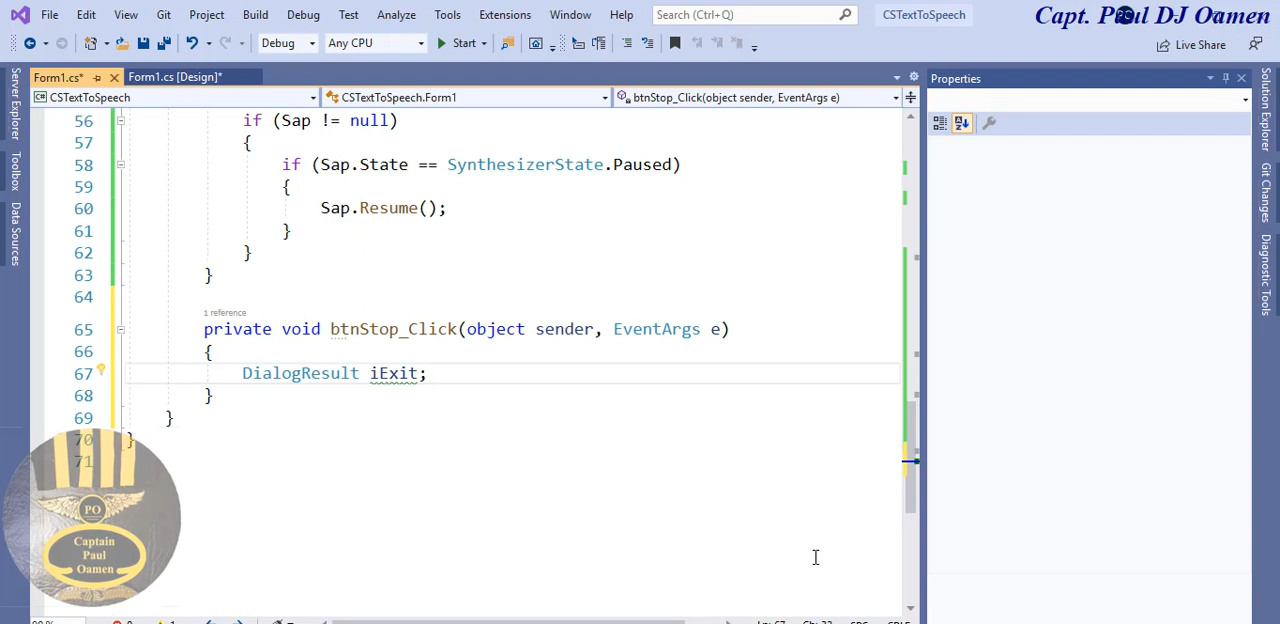 File Edit View Git Project Build Debug Test Analyze Tools Extensions Window Help Search (Ctrl+Q) CSTextToSpeech Capt. Paul DJ Oamen
Debug Any CPU Start Live Share
Form1.cs* Form1.cs [Design]* Properties
CSTextToSpeech CSTextToSpeech.Form1 btnStop_Click(object sender, EventArgs e)
Server Explorer
Toolbox
Data Sources
Solution Explorer
Git Changes
Diagnostic Tools
56 if (Sap != null)
57 {
58 if (Sap.State == SynthesizerState.Paused)
59 {
60 Sap.Resume();
61 }
62 }
63 }
64
1 reference
65 private void btnStop_Click(object sender, EventArgs e)
66 {
67 DialogResult iExit;
68 }
69 }
70 }
71
PO
Captain
Paul
Oamen